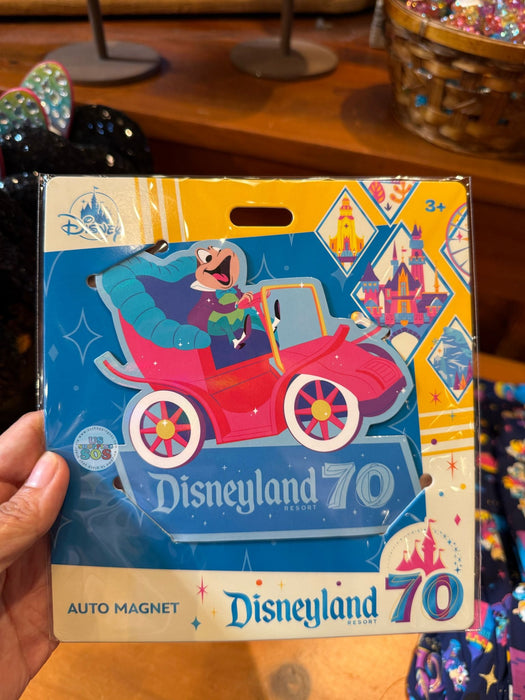 Disney
3+
Disneyland 70
RESORT
AUTO MAGNET
Disneyland 70
RESORT